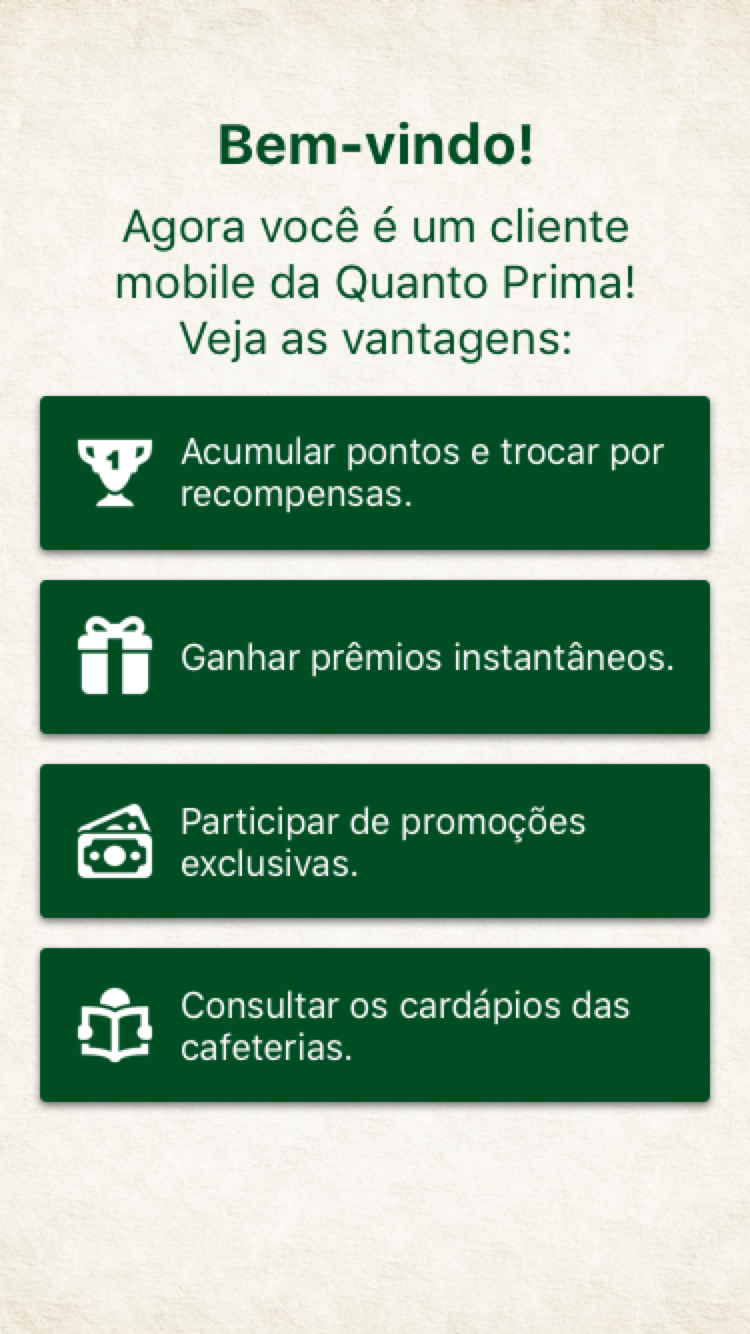 Bem-vindo!
Agora você é um cliente
mobile da Quanto Prima!
Veja as vantagens:
1
Acumular pontos e trocar por
recompensas.
Ganhar prêmios instantâneos.
Participar de promoções
exclusivas.
Consultar os cardápios das
cafeterias.